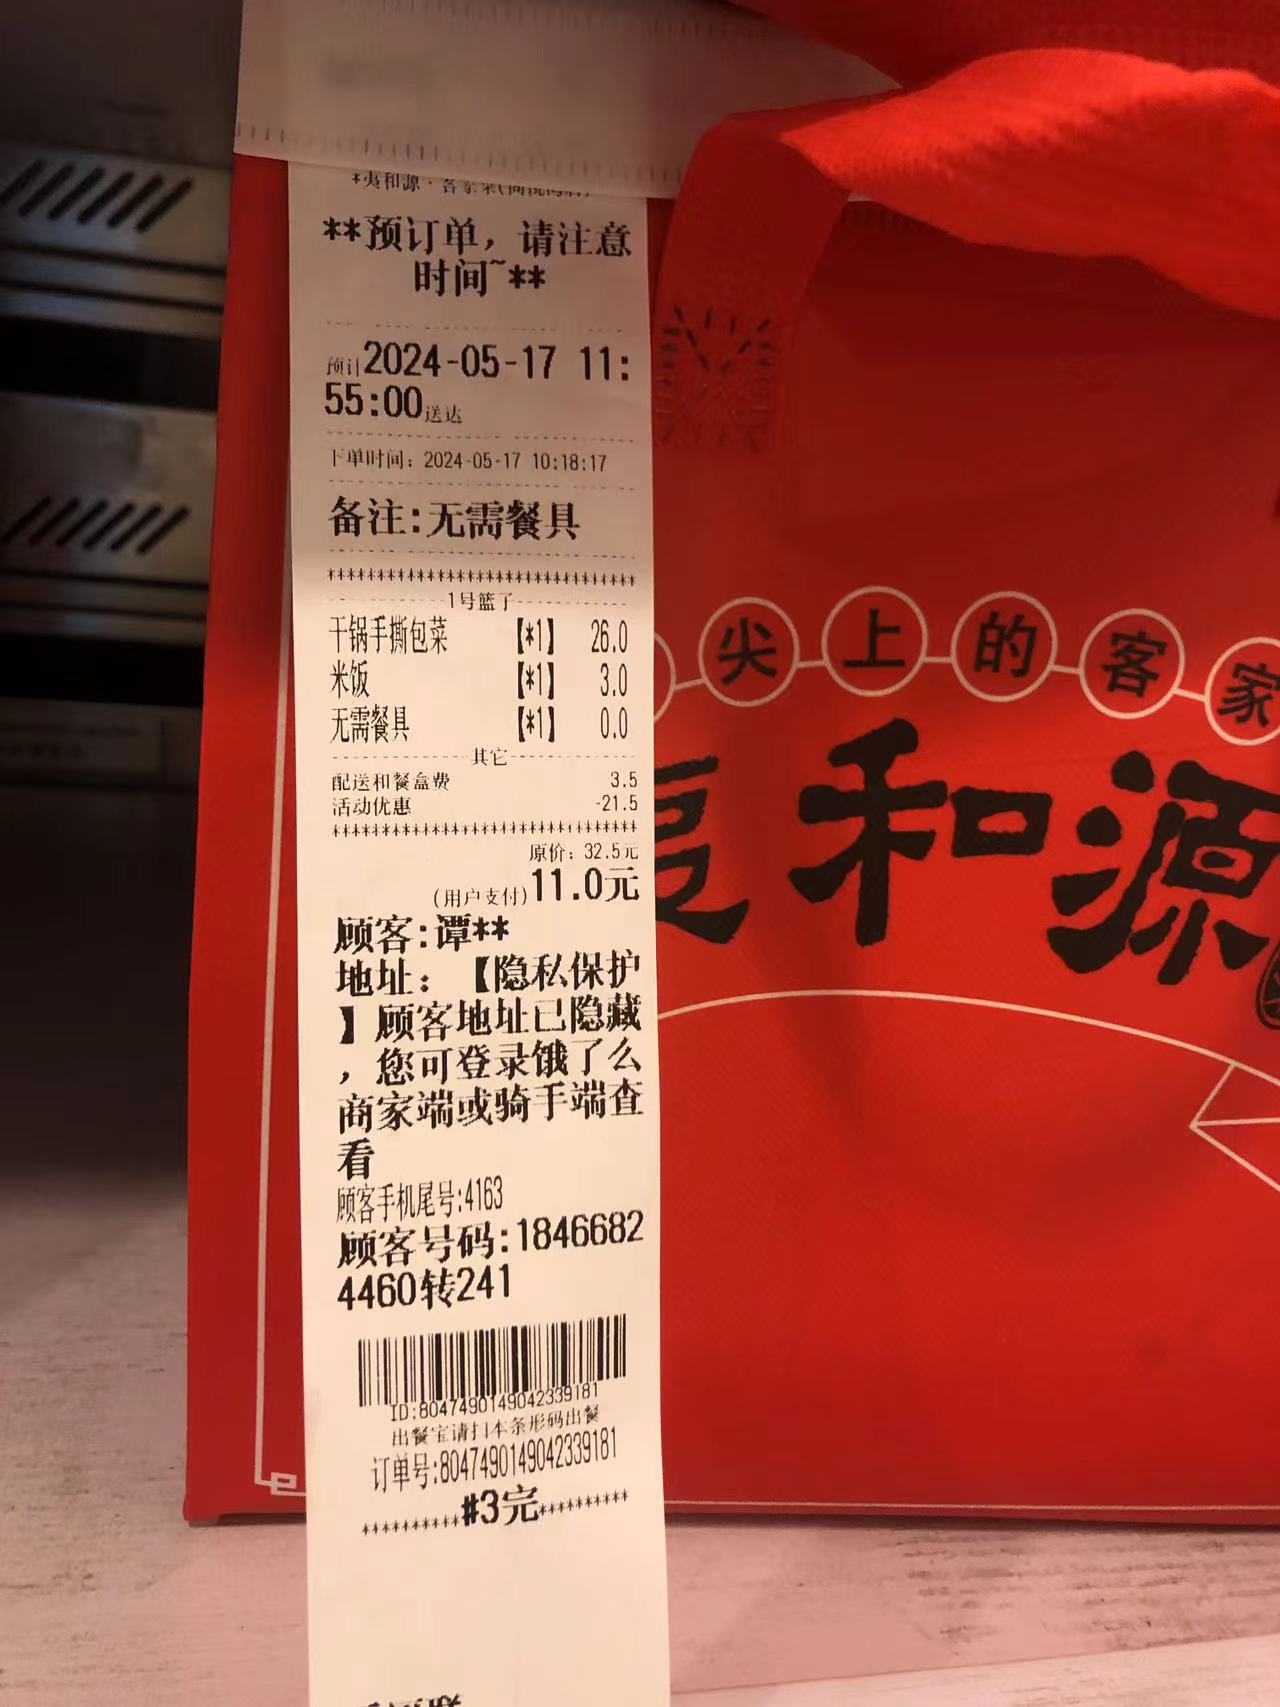 **预订单，请注意
时间~**
预计2024-05-17 11:
55:00送达
下单时间：2024-05-17 10:18:17
备注:无需餐具
********************************
1号篮子
干锅手撕包菜 【*1】 26.0
米饭 【*1】 3.0
无需餐具 【*1】 0.0
其它
配送和餐盒费 3.5
活动优惠 -21.5
********************************
原价：32.5元
(用户支付)11.0元
顾客:谭**
地址：【隐私保护
】顾客地址已隐藏
，您可登录饿了么
商家端或骑手端查
看
顾客手机尾号:4163
顾客号码:1846682
4460转241
ID:8047490149042339181
出餐宝请扫本条形码出餐
订单号:8047490149042339181
**********#3完**********
尖上的客家
和源